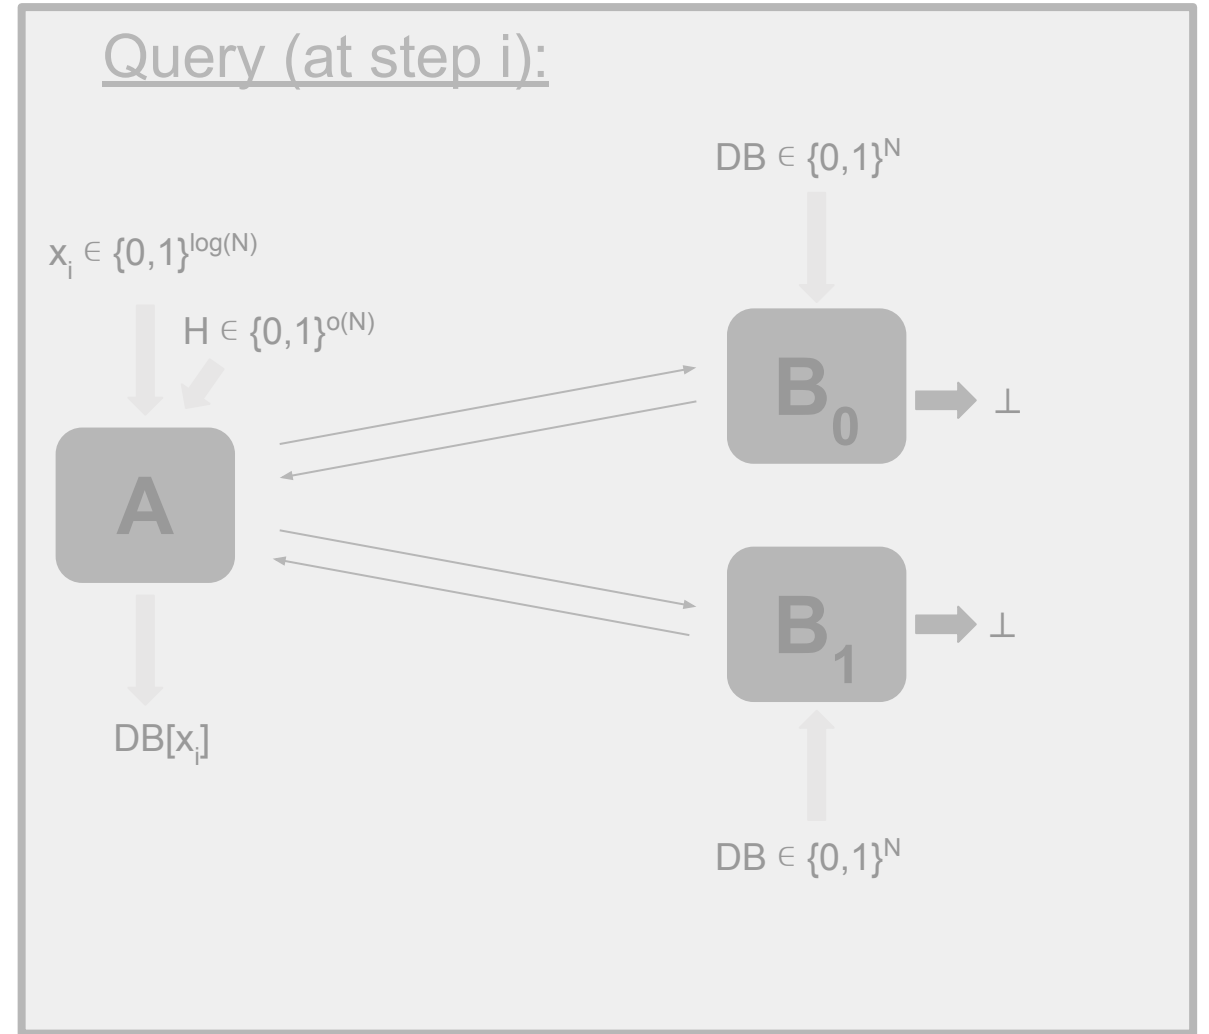 Query (at step i):
DB ∈ {0,1}^N
x_i ∈ {0,1}^log(N)
H ∈ {0,1}^o(N)
B_0
⊥
A
B_1
⊥
DB[x_i]
DB ∈ {0,1}^N